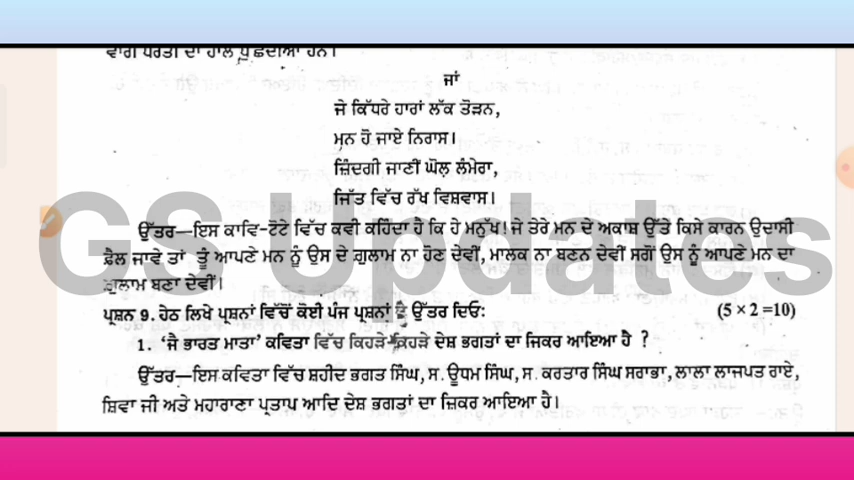 ਵਾਂਗ ਧਰਤੀ ਦਾ ਹਾਲ ਪੁੱਛਦੀਆਂ ਹਨ।
ਜਾਂ
ਜੇ ਕਿੱਧਰੇ ਹਾਰਾਂ ਲੱਕ ਤੋੜਨ,
ਮਨ ਹੋ ਜਾਏ ਨਿਰਾਸ।
ਜ਼ਿੰਦਗੀ ਜਾਣੀਂ ਘੋਲ ਲੰਮੇਰਾ,
ਜਿੱਤ ਵਿੱਚ ਰੱਖ ਵਿਸ਼ਵਾਸ।
GS Updates
ਉੱਤਰ—ਇਸ ਕਾਵਿ-ਟੋਟੇ ਵਿੱਚ ਕਵੀ ਕਹਿੰਦਾ ਹੈ ਕਿ ਹੇ ਮਨੁੱਖ! ਜੇ ਤੇਰੇ ਮਨ ਦੇ ਅਕਾਸ਼ ਉੱਤੇ ਕਿਸੇ ਕਾਰਨ ਉਦਾਸੀ
ਫ਼ੈਲ ਜਾਵੇ ਤਾਂ ਤੂੰ ਆਪਣੇ ਮਨ ਨੂੰ ਉਸ ਦੇ ਗ਼ੁਲਾਮ ਨਾ ਹੋਣ ਦੇਵੀਂ, ਮਾਲਕ ਨਾ ਬਣਨ ਦੇਵੀਂ ਸਗੋਂ ਉਸ ਨੂੰ ਆਪਣੇ ਮਨ ਦਾ
ਗ਼ੁਲਾਮ ਬਣਾ ਦੇਵੀਂ।
ਪ੍ਰਸ਼ਨ 9. ਹੇਠ ਲਿਖੇ ਪ੍ਰਸ਼ਨਾਂ ਵਿੱਚੋਂ ਕੋਈ ਪੰਜ ਪ੍ਰਸ਼ਨਾਂ ਦੇ ਉੱਤਰ ਦਿਓ: (5 × 2 =10)
1. ‘ਜੈ ਭਾਰਤ ਮਾਤਾ’ ਕਵਿਤਾ ਵਿੱਚ ਕਿਹੜੇ-ਕਿਹੜੇ ਦੇਸ਼ ਭਗਤਾਂ ਦਾ ਜਿਕਰ ਆਇਆ ਹੈ ?
ਉੱਤਰ—ਇਸ ਕਵਿਤਾ ਵਿੱਚ ਸ਼ਹੀਦ ਭਗਤ ਸਿੰਘ, ਸ. ਊਧਮ ਸਿੰਘ, ਸ. ਕਰਤਾਰ ਸਿੰਘ ਸਰਾਭਾ, ਲਾਲਾ ਲਾਜਪਤ ਰਾਏ,
ਸ਼ਿਵਾ ਜੀ ਅਤੇ ਮਹਾਰਾਣਾ ਪ੍ਰਤਾਪ ਆਦਿ ਦੇਸ਼ ਭਗਤਾਂ ਦਾ ਜ਼ਿਕਰ ਆਇਆ ਹੈ।